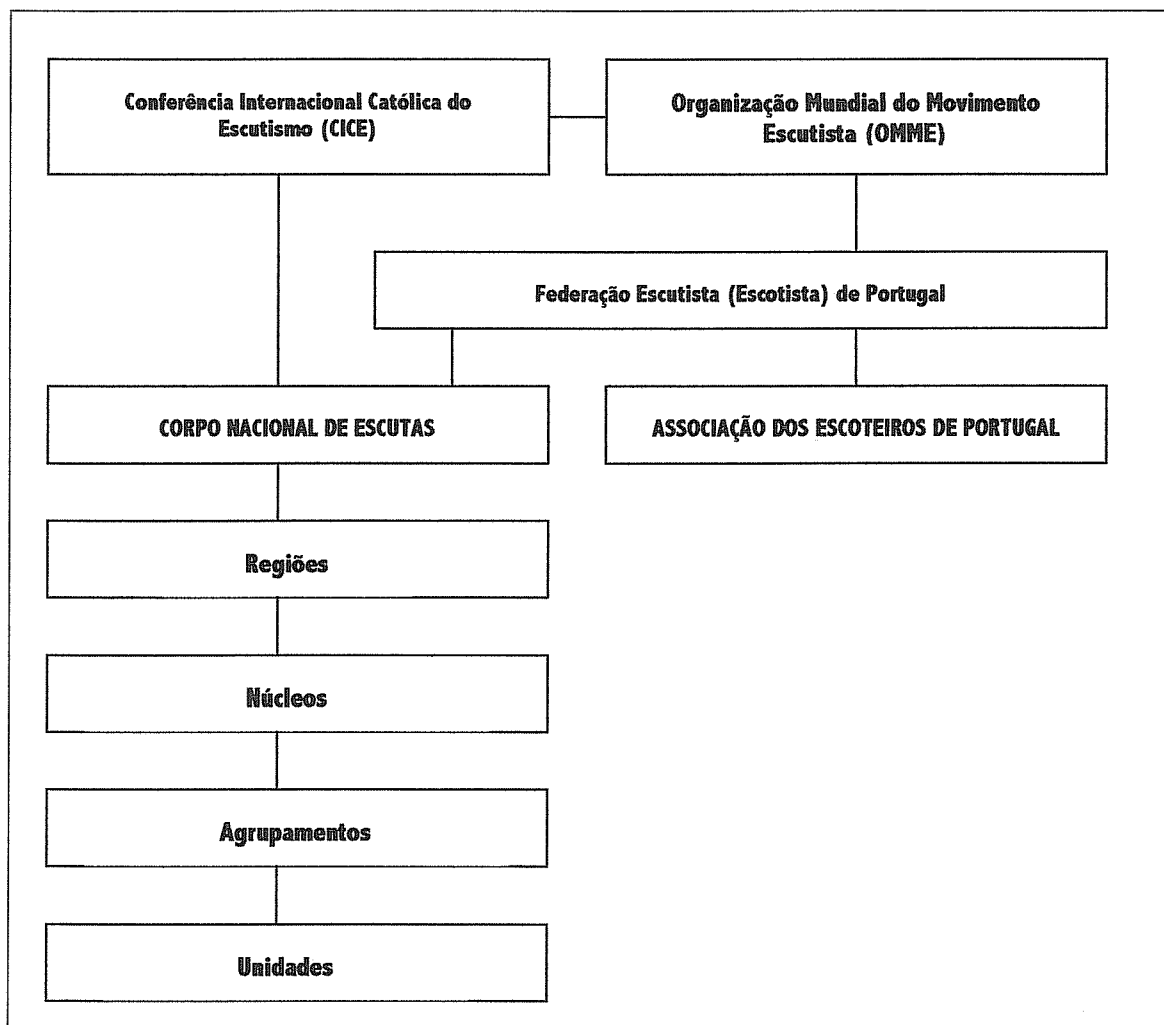 Conferência Internacional Católica do
Escutismo (CICE)
Organização Mundial do Movimento
Escutista (OMME)
Federação Escutista (Escotista) de Portugal
CORPO NACIONAL DE ESCUTAS
ASSOCIAÇÃO DOS ESCOTEIROS DE PORTUGAL
Regiões
Núcleos
Agrupamentos
Unidades